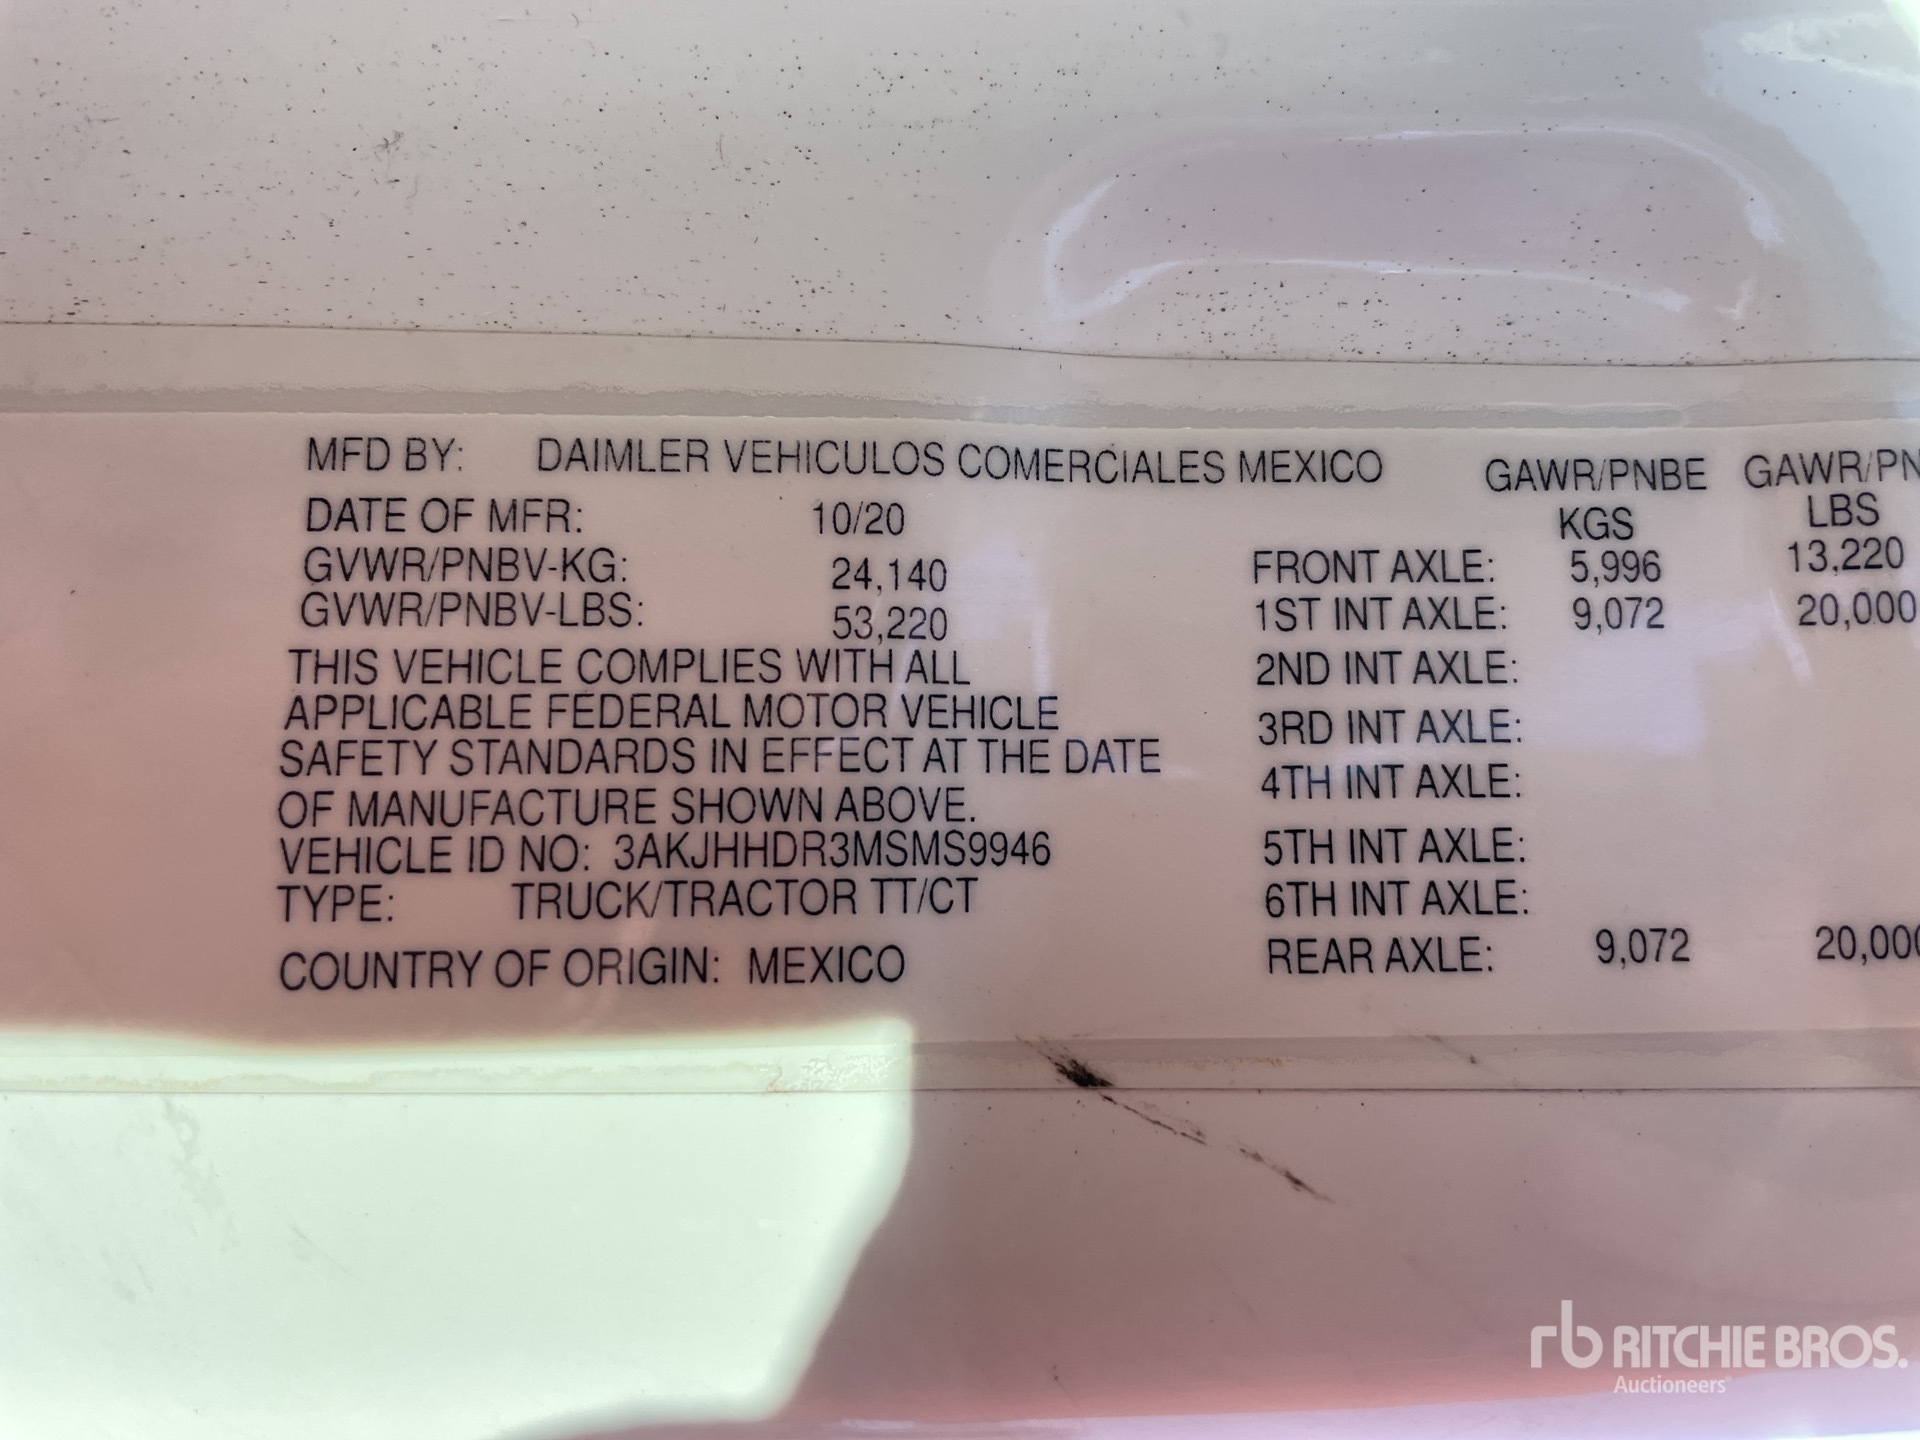 MFD BY: DAIMLER VEHICULOS COMERCIALES MEXICO
DATE OF MFR: 10/20
GVWR/PNBV-KG: 24,140
GVWR/PNBV-LBS: 53,220
THIS VEHICLE COMPLIES WITH ALL
APPLICABLE FEDERAL MOTOR VEHICLE
SAFETY STANDARDS IN EFFECT AT THE DATE
OF MANUFACTURE SHOWN ABOVE.
VEHICLE ID NO: 3AKJHHDR3MSMS9946
TYPE: TRUCK/TRACTOR TT/CT
COUNTRY OF ORIGIN: MEXICO
GAWR/PNBE GAWR/PN
KGS LBS
FRONT AXLE: 5,996 13,220
1ST INT AXLE: 9,072 20,000
2ND INT AXLE:
3RD INT AXLE:
4TH INT AXLE:
5TH INT AXLE:
6TH INT AXLE:
REAR AXLE: 9,072 20,000
rb RITCHIE BROS.
Auctioneers